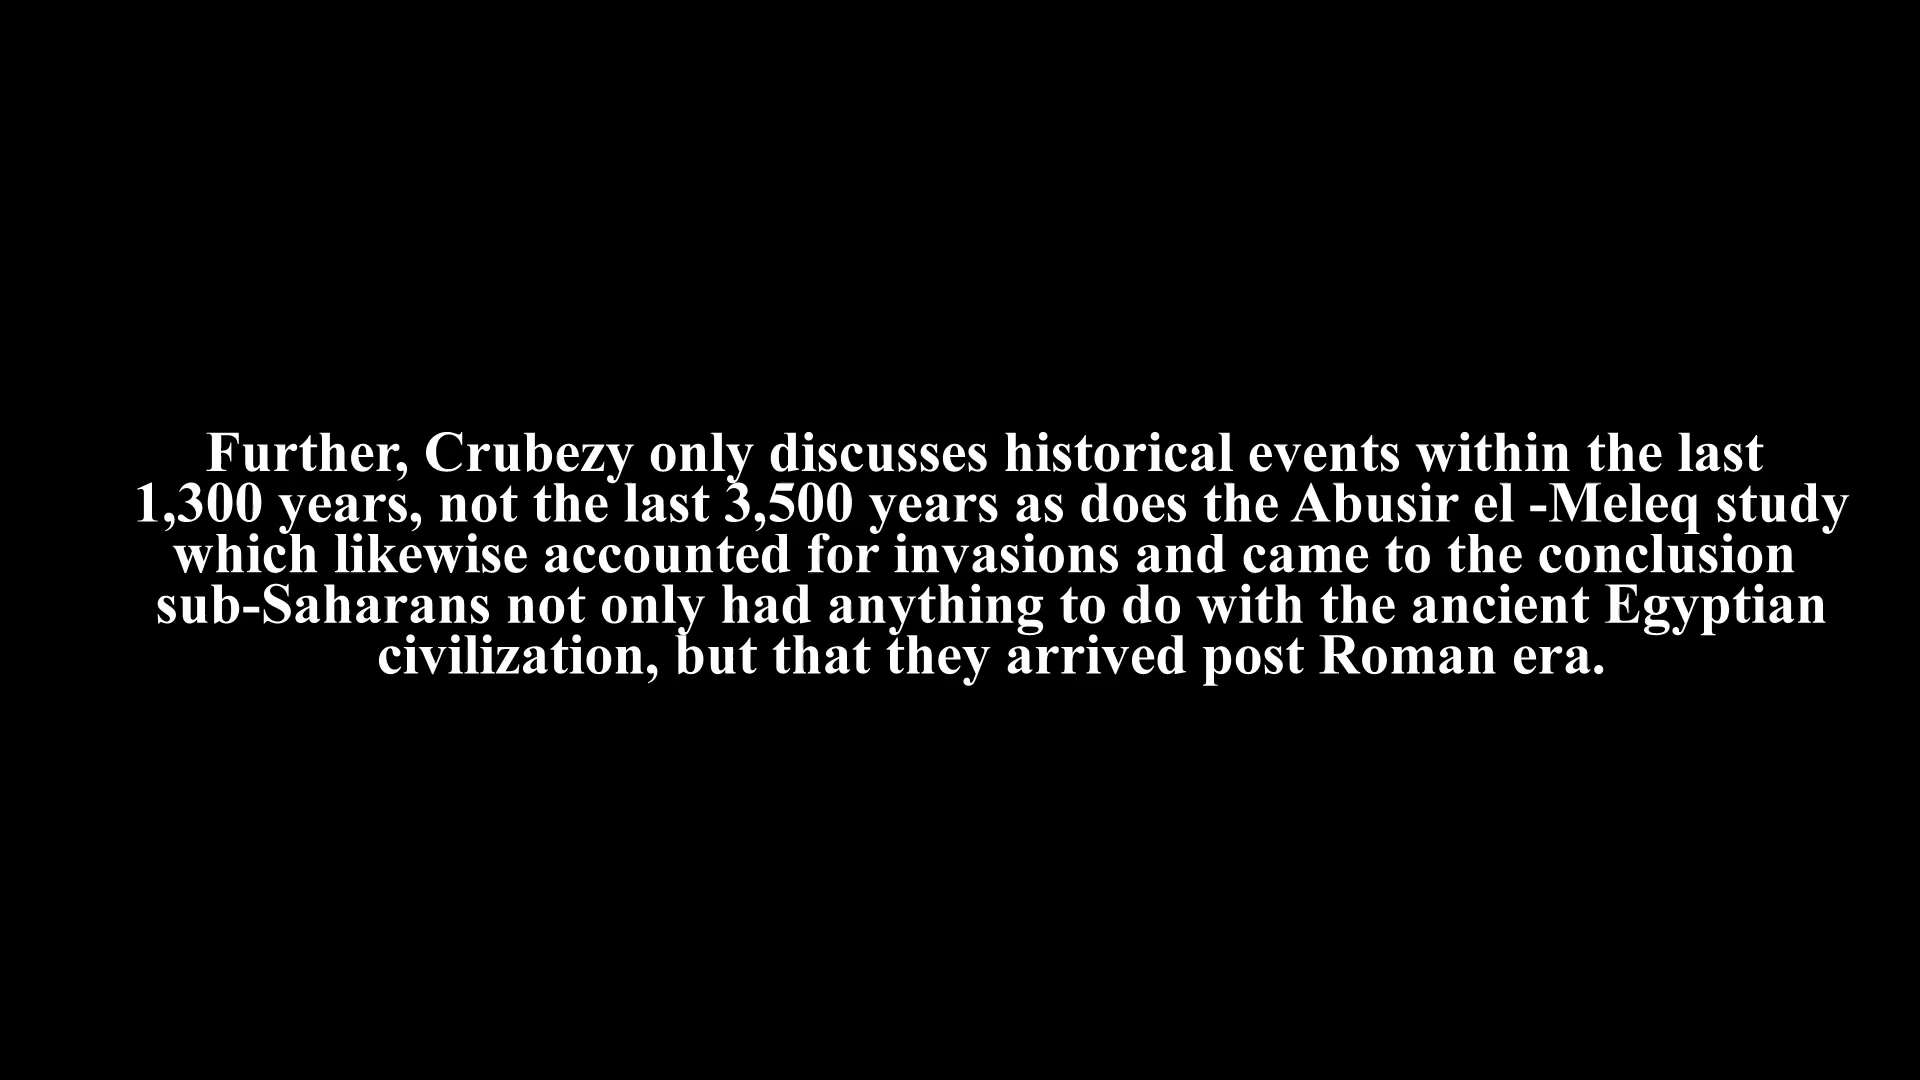 Further, Crubezy only discusses historical events within the last
1,300 years, not the last 3,500 years as does the Abusir el -Meleq study
which likewise accounted for invasions and came to the conclusion
sub-Saharans not only had anything to do with the ancient Egyptian
civilization, but that they arrived post Roman era.